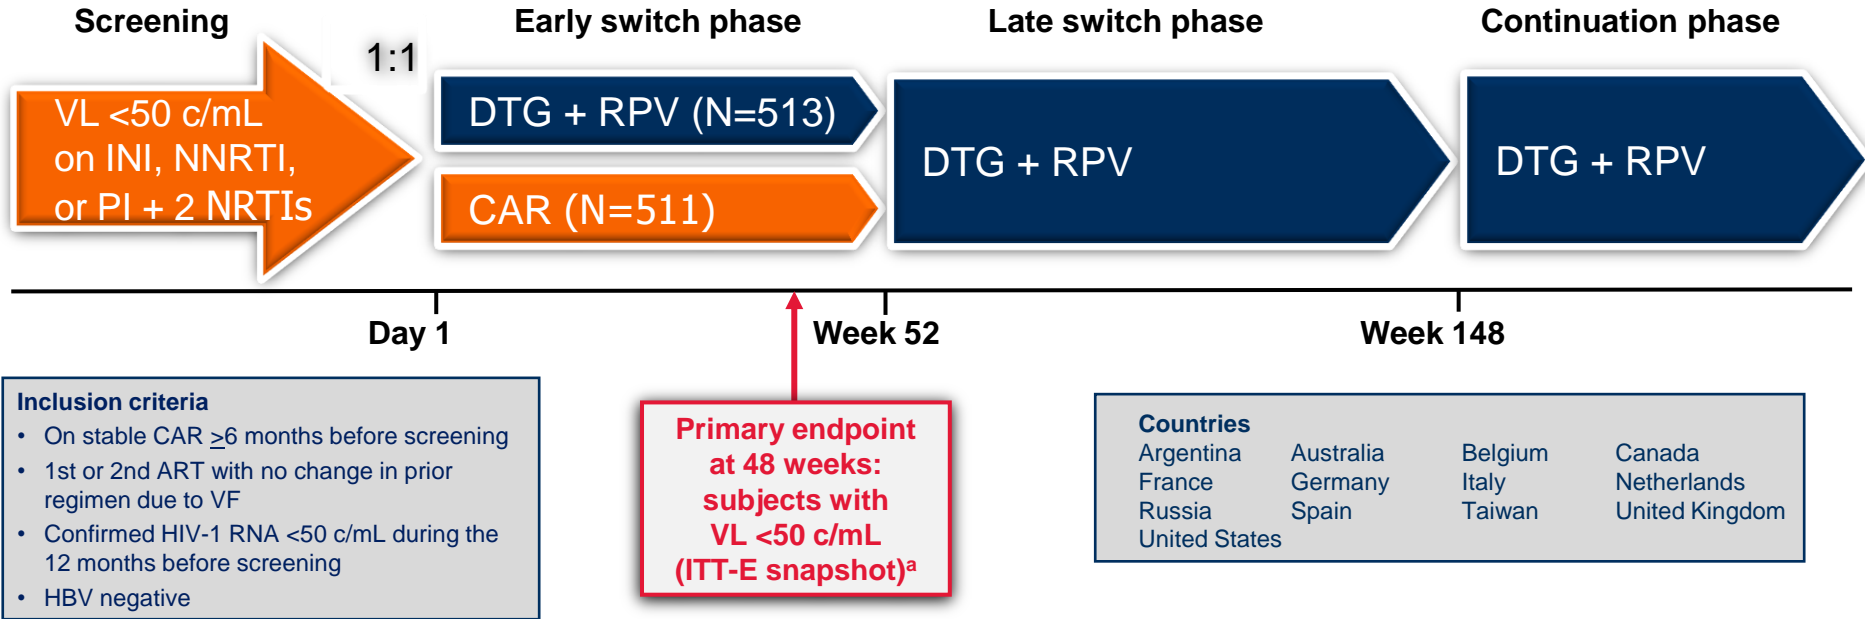 Screening
Early switch phase
Late switch phase
Continuation phase
1:1
VL <50 c/mL
on INI, NNRTI,
or PI + 2 NRTIs
DTG + RPV (N=513)
CAR (N=511)
DTG + RPV
DTG + RPV
Day 1
Week 52
Week 148
Inclusion criteria
• On stable CAR ≥6 months before screening
• 1st or 2nd ART with no change in prior
regimen due to VF
• Confirmed HIV-1 RNA <50 c/mL during the
12 months before screening
• HBV negative
Primary endpoint
at 48 weeks:
subjects with
VL <50 c/mL
(ITT-E snapshot)ᵃ
Countries
Argentina Australia Belgium Canada
France Germany Italy Netherlands
Russia Spain Taiwan United Kingdom
United States